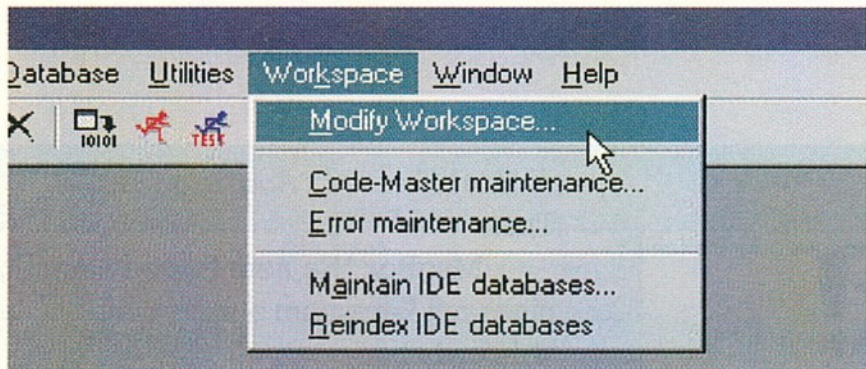 Database Utilities Workspace Window Help
10101 TEST
Modify Workspace...
Code-Master maintenance...
Error maintenance...
Maintain IDE databases...
Reindex IDE databases